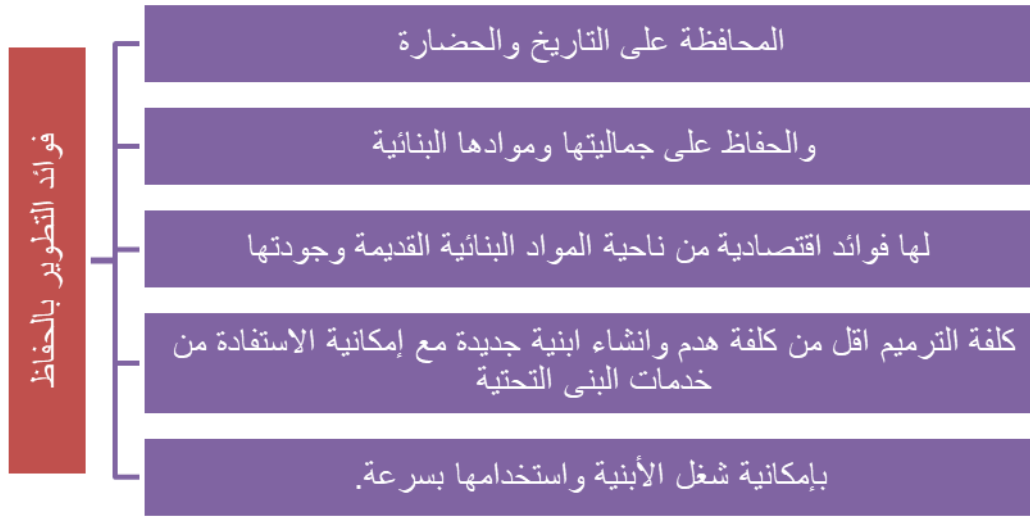 فوائد التطوير بالحفاظ
المحافظة على التاريخ والحضارة
والحفاظ على جماليتها وموادها البنائية
لها فوائد اقتصادية من ناحية المواد البنائية القديمة وجودتها
كلفة الترميم اقل من كلفة هدم وانشاء ابنية جديدة مع إمكانية الاستفادة من
خدمات البنى التحتية
بإمكانية شغل الأبنية واستخدامها بسرعة.